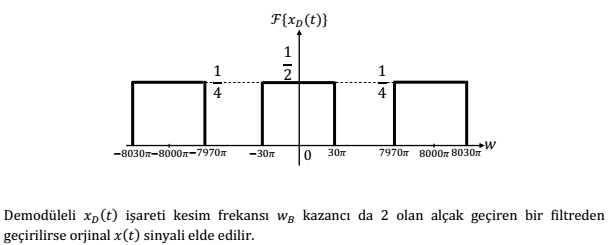 ℱ{x_D(t)}
1/2
1/4
1/4
−8030π −8000π −7970π −30π 0 30π 7970π 8000π 8030π w
Demodüleli x_D(t) işareti kesim frekansı w_B kazancı da 2 olan alçak geçiren bir filtreden
geçirilirse orjinal x(t) sinyali elde edilir.